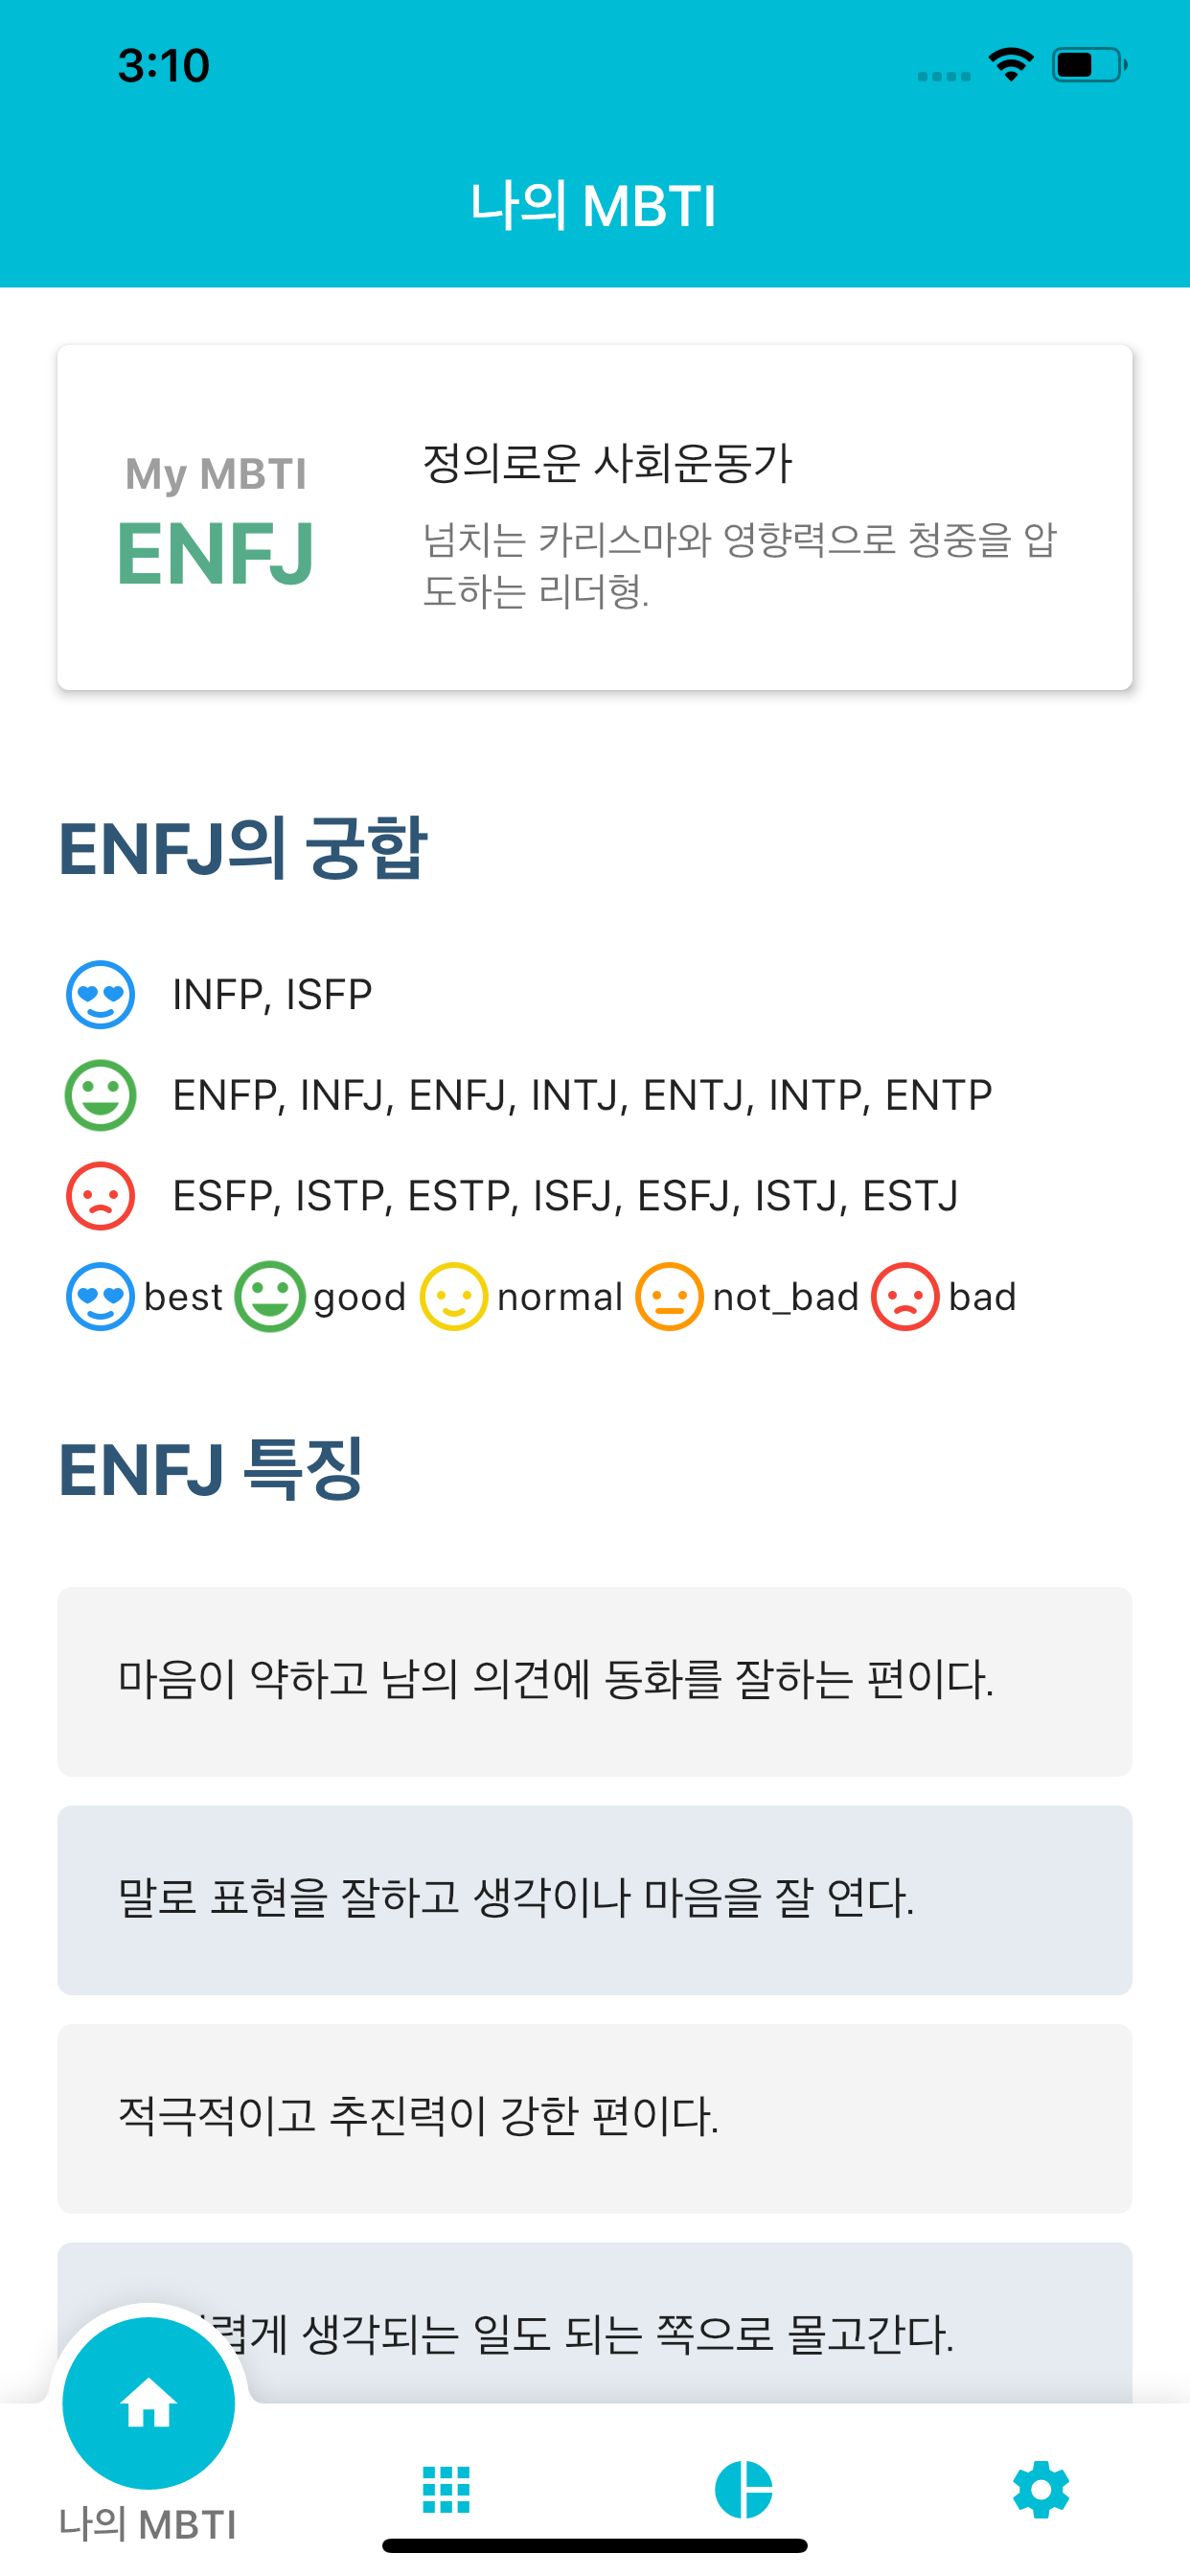 3:10
나의 MBTI
My MBTI
ENFJ
정의로운 사회운동가
넘치는 카리스마와 영향력으로 청중을 압
도하는 리더형.
ENFJ의 궁합
INFP, ISFP
ENFP, INFJ, ENFJ, INTJ, ENTJ, INTP, ENTP
ESFP, ISTP, ESTP, ISFJ, ESFJ, ISTJ, ESTJ
best good normal not_bad bad
ENFJ 특징
마음이 약하고 남의 의견에 동화를 잘하는 편이다.
말로 표현을 잘하고 생각이나 마음을 잘 연다.
적극적이고 추진력이 강한 편이다.
생각되는 일도 되는 쪽으로 몰고간다.
나의 MBTI